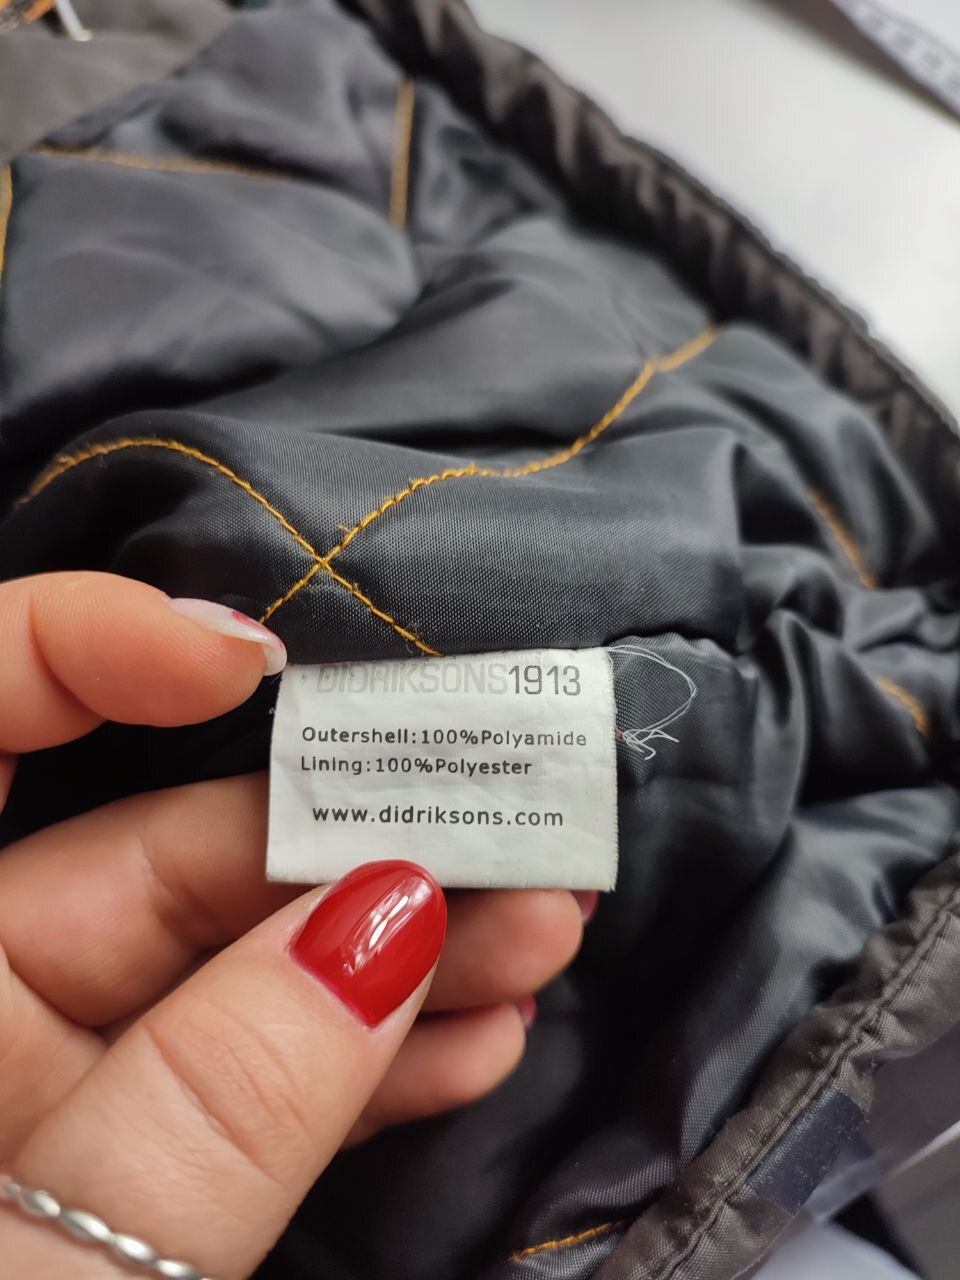 DIDRIKSONS1913
Outershell:100%Polyamide
Lining:100%Polyester
www.didriksons.com